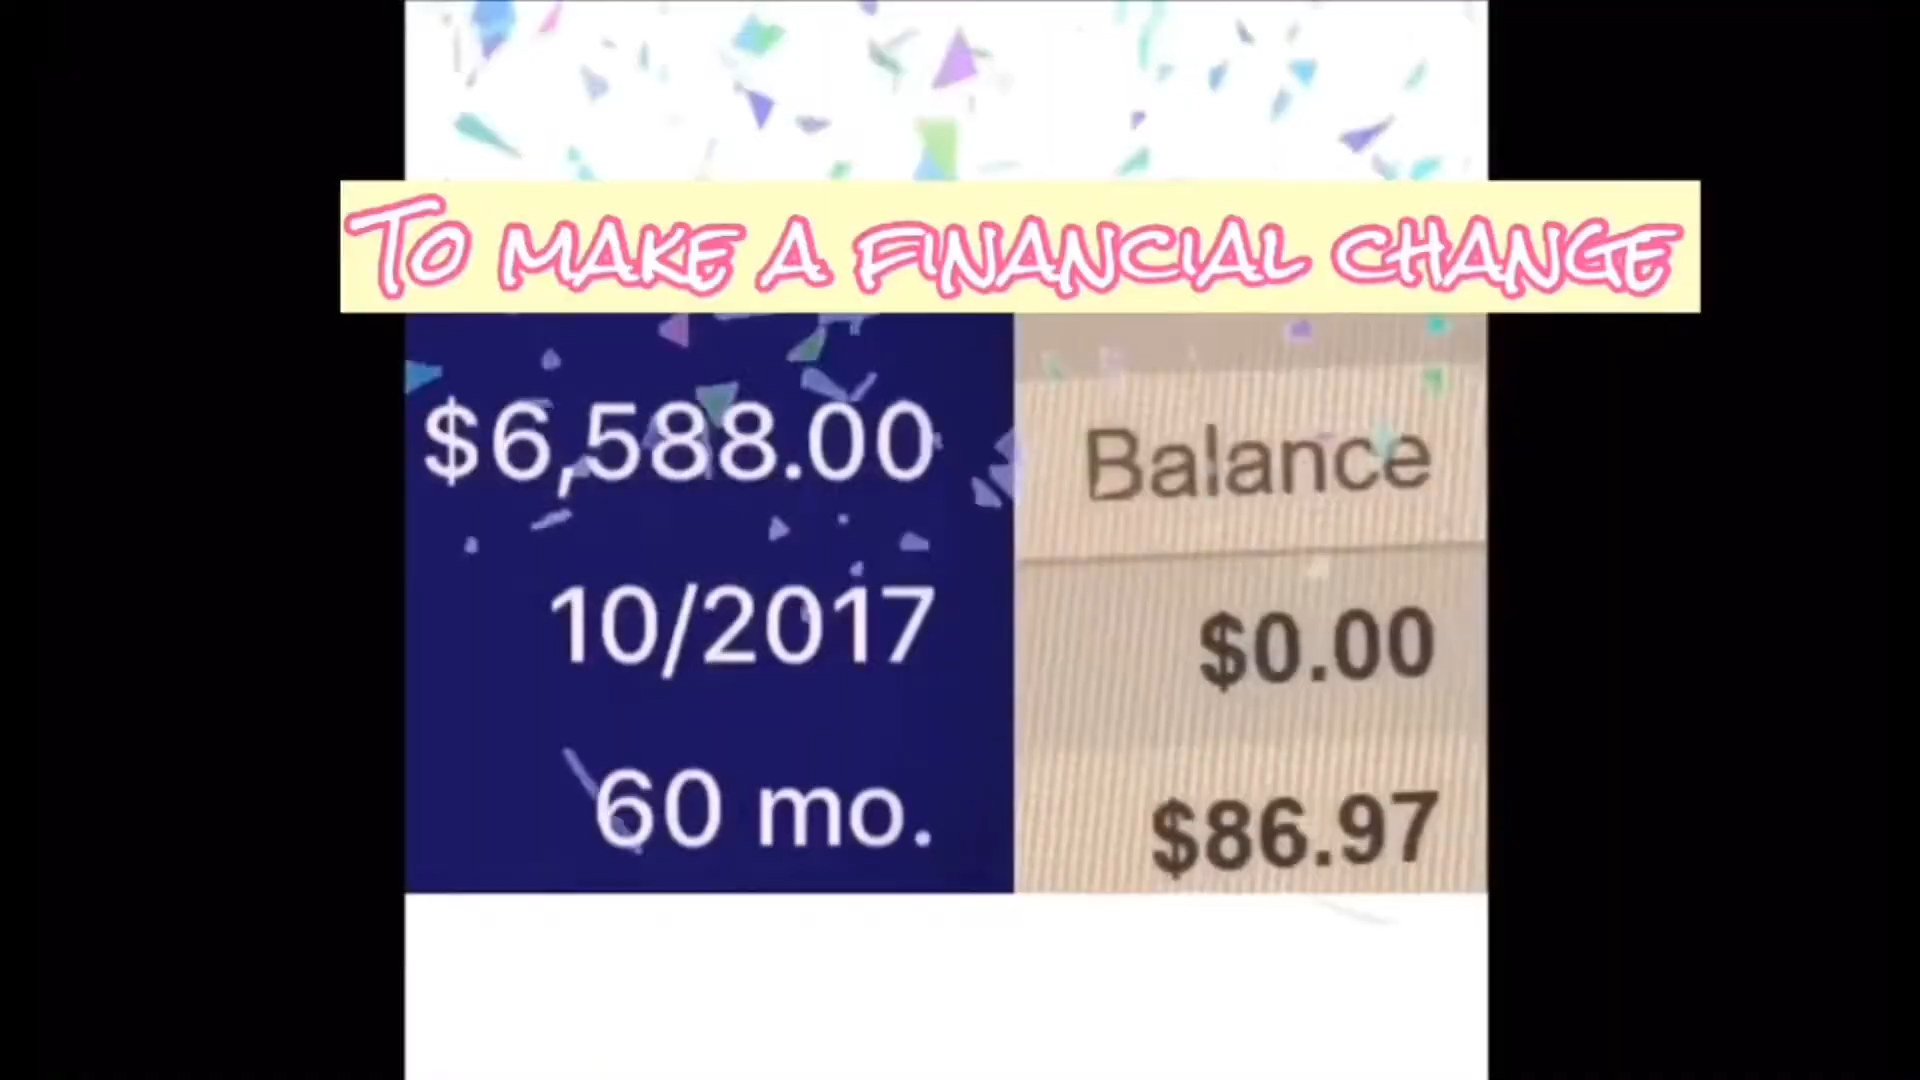 To make a financial change
$6,588.00
10/2017
60 mo.
Balance
$0.00
$86.97